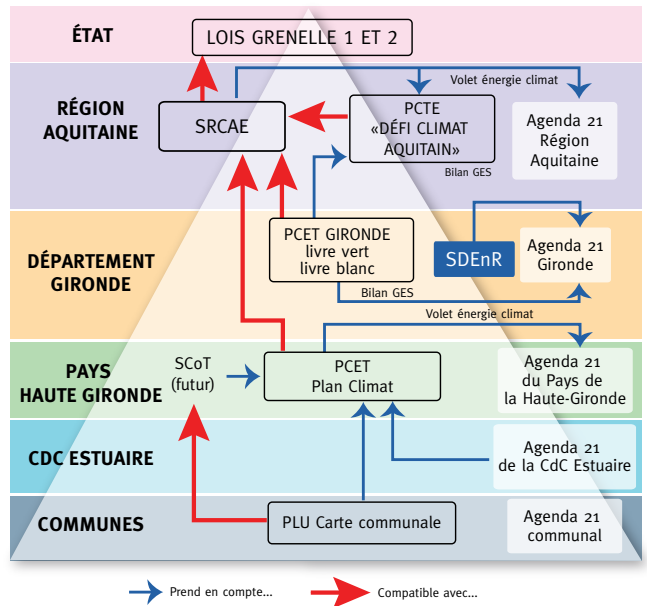 ÉTAT
LOIS GRENELLE 1 ET 2
Volet énergie climat
RÉGION
AQUITAINE
SRCAE
PCTE
«DÉFI CLIMAT
AQUITAIN»
Bilan GES
Agenda 21
Région
Aquitaine
DÉPARTEMENT
GIRONDE
PCET GIRONDE
livre vert
livre blanc
SDEnR
Agenda 21
Gironde
Bilan GES
Volet énergie climat
PAYS
HAUTE GIRONDE
SCoT
(futur)
PCET
Plan Climat
Agenda 21
du Pays de
la Haute-Gironde
CDC ESTUAIRE
Agenda 21
de la CdC Estuaire
COMMUNES
PLU Carte communale
Agenda 21
communal
Prend en compte...
Compatible avec...